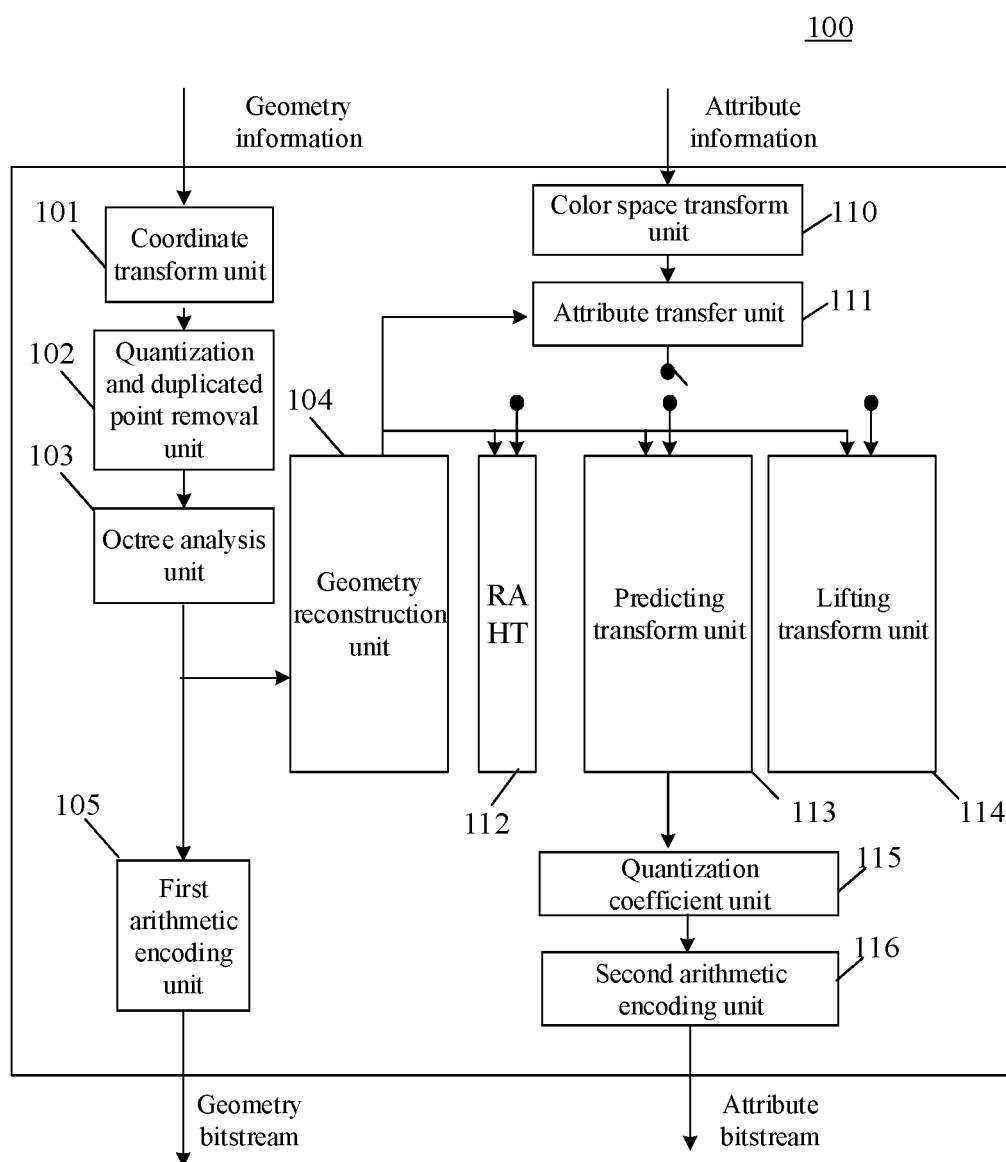 100
Geometry
information
Attribute
information
101
Coordinate
transform unit
Color space transform
unit
110
Attribute transfer unit
111
102
Quantization
and duplicated
point removal
unit
103
Octree analysis
unit
104
Geometry
reconstruction
unit
RA
HT
Predicting
transform unit
Lifting
transform unit
112
113
114
105
First
arithmetic
encoding
unit
Quantization
coefficient unit
115
Second arithmetic
encoding unit
116
Geometry
bitstream
Attribute
bitstream